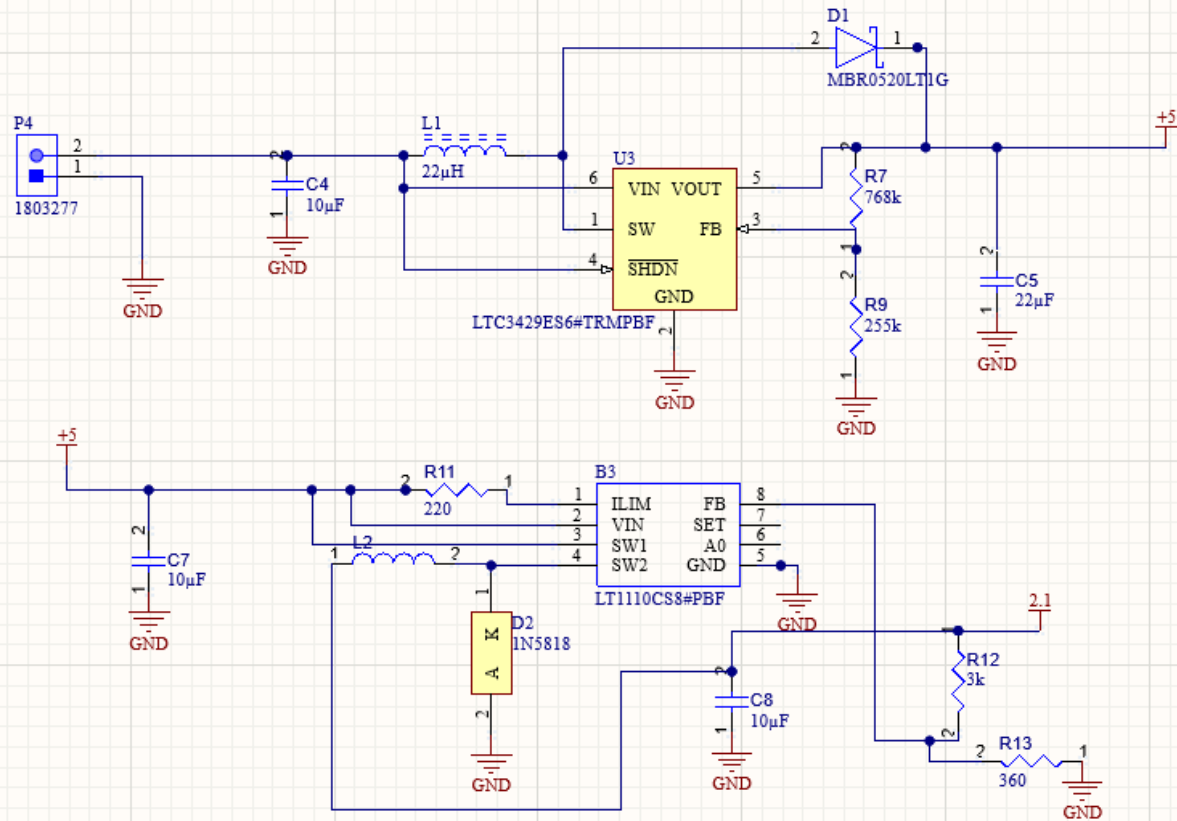 D1
2
1
MBR0520LT1G
+5
P4
2
1
1803277
2
C4
10µF
1
GND
GND
L1
22µH
U3
6
VIN
VOUT
5
1
SW
FB
3
4
SHDN
GND
LTC3429ES6#TRMPBF
2
GND
2
R7
768k
1
2
R9
255k
1
GND
2
C5
22µF
1
GND
+5
2
R11
1
220
2
C7
10µF
1
GND
B3
1
ILIM
FB
8
2
VIN
SET
7
3
SW1
A0
6
4
SW2
GND
5
LT1110CS8#PBF
GND
1
L2
2
1
K
D2
1N5818
A
2
GND
2.1
1
R12
3k
2
2
C8
10µF
1
GND
2
R13
1
360
GND